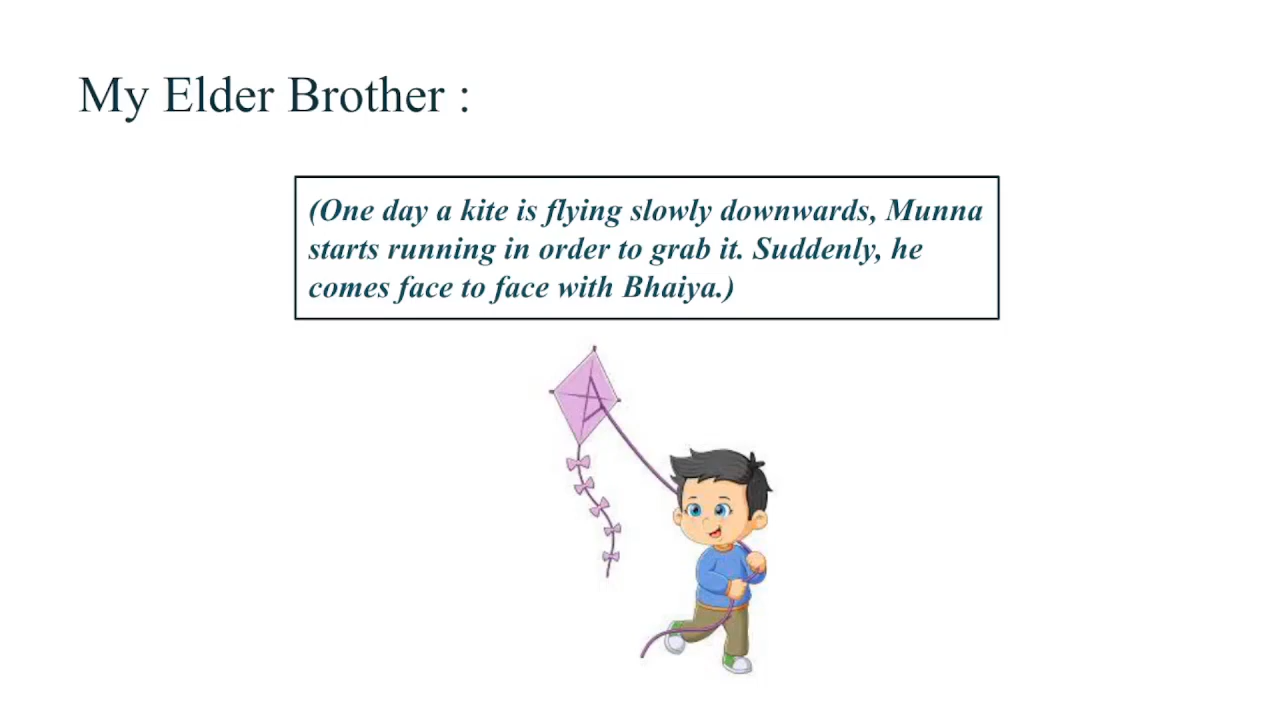 My Elder Brother :
(One day a kite is flying slowly downwards, Munna
starts running in order to grab it. Suddenly, he
comes face to face with Bhaiya.)